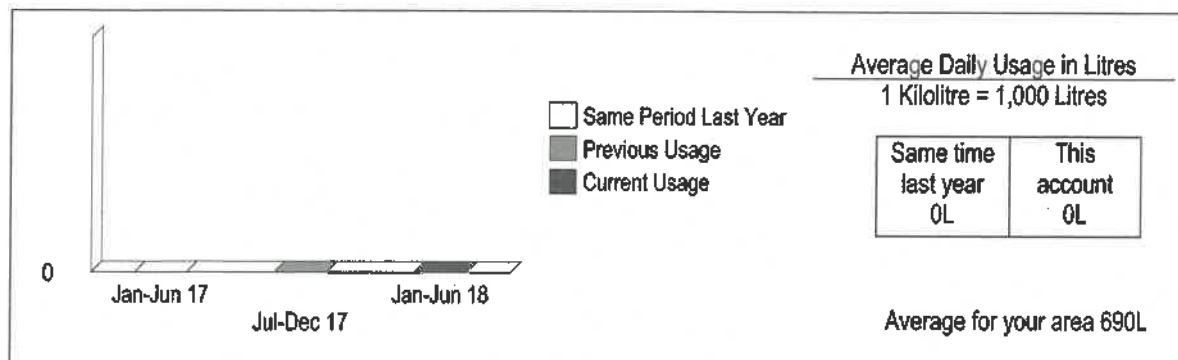 0
Jan-Jun 17
Jul-Dec 17
Jan-Jun 18
Same Period Last Year
Previous Usage
Current Usage
Average Daily Usage in Litres
1 Kilolitre = 1,000 Litres
Same time
last year
0L
This
account
0L
Average for your area 690L